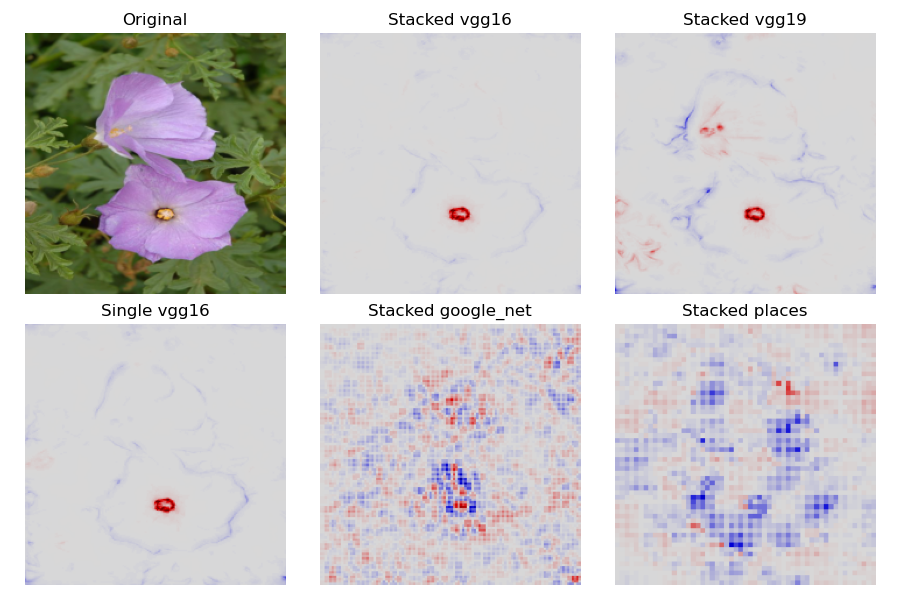 Original
Stacked vgg16
Stacked vgg19
Single vgg16
Stacked google_net
Stacked places